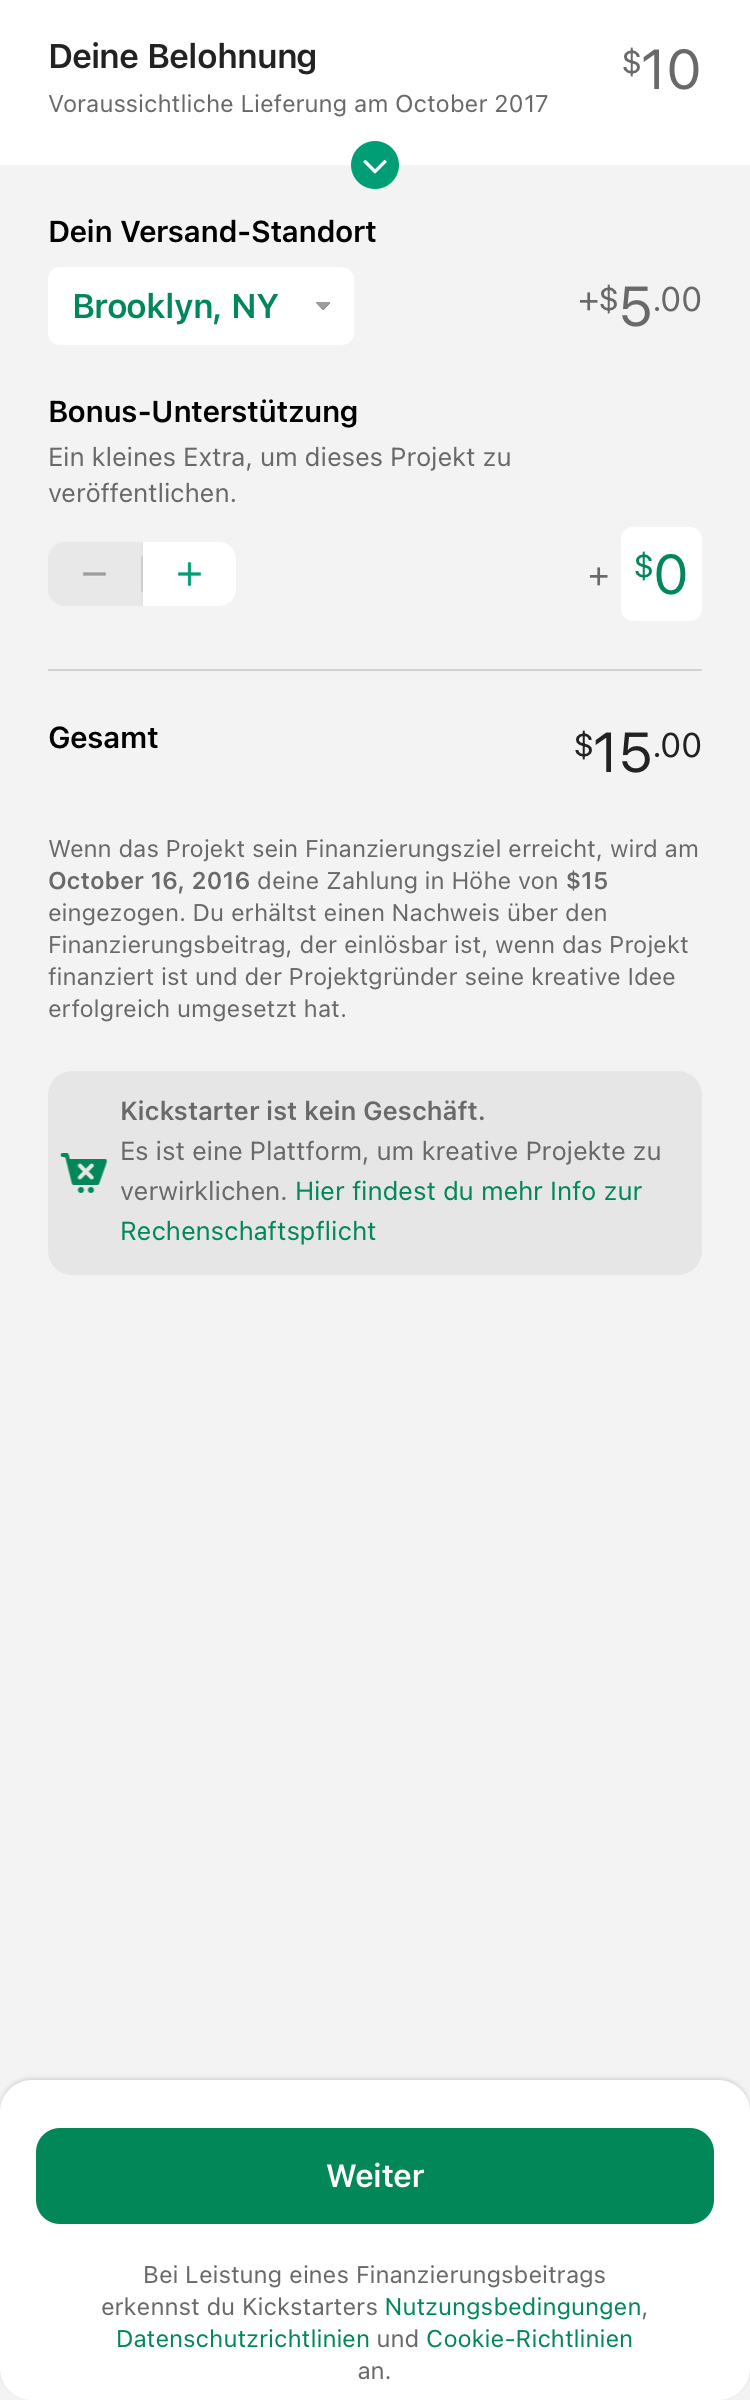 Deine Belohnung
$10
Voraussichtliche Lieferung am October 2017
Dein Versand-Standort
Brooklyn, NY
+$5.00
Bonus-Unterstützung
Ein kleines Extra, um dieses Projekt zu
veröffentlichen.
− +
+ $0
Gesamt
$15.00
Wenn das Projekt sein Finanzierungsziel erreicht, wird am
October 16, 2016 deine Zahlung in Höhe von $15
eingezogen. Du erhältst einen Nachweis über den
Finanzierungsbeitrag, der einlösbar ist, wenn das Projekt
finanziert ist und der Projektgründer seine kreative Idee
erfolgreich umgesetzt hat.
Kickstarter ist kein Geschäft.
Es ist eine Plattform, um kreative Projekte zu
verwirklichen. Hier findest du mehr Info zur
Rechenschaftspflicht
Weiter
Bei Leistung eines Finanzierungsbeitrags
erkennst du Kickstarters Nutzungsbedingungen,
Datenschutzrichtlinien und Cookie-Richtlinien
an.